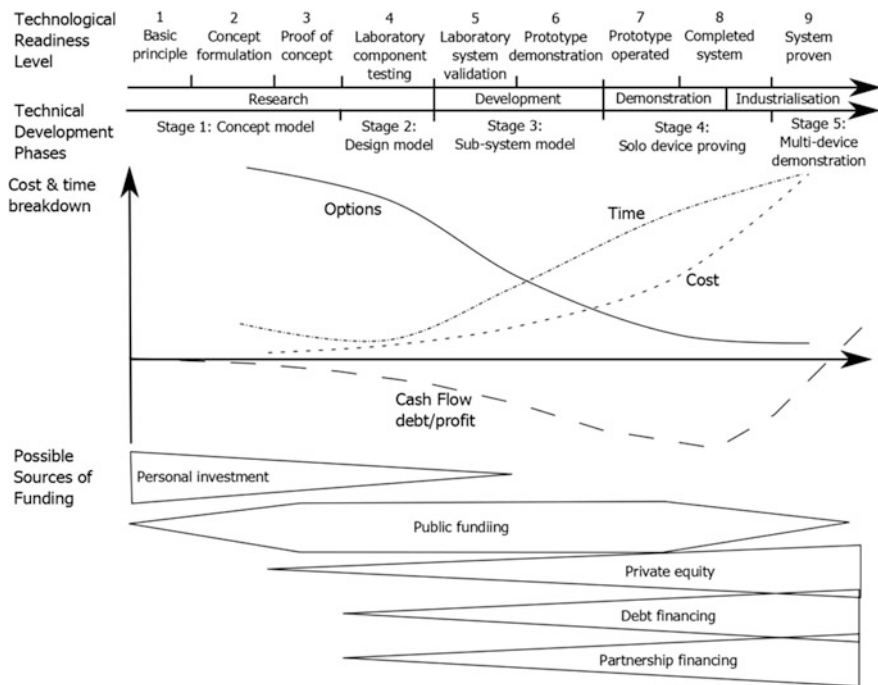 Technological
Readiness
Level
1 2 3 4 5 6 7 8 9
Basic
principle
Concept
formulation
Proof of
concept
Laboratory
component
testing
Laboratory
system
validation
Prototype
demonstration
Prototype
operated
Completed
system
System
proven
Research
Development
Demonstration
Industrialisation
Technical
Development
Phases
Stage 1: Concept model
Stage 2:
Design model
Stage 3:
Sub-system model
Stage 4:
Solo device proving
Stage 5:
Multi-device
demonstration
Cost & time
breakdown
Options
Time
Cost
Cash Flow
debt/profit
Possible
Sources of
Funding
Personal investment
Public fundiing
Private equity
Debt financing
Partnership financing